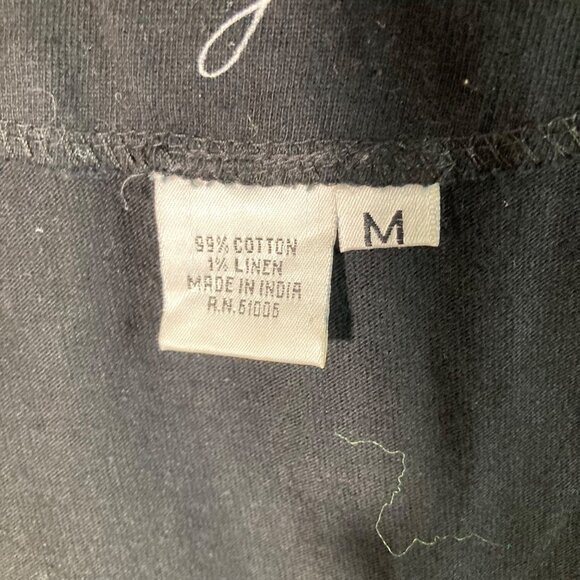 99% COTTON
1% LINEN
MADE IN INDIA
R.N.61006
M